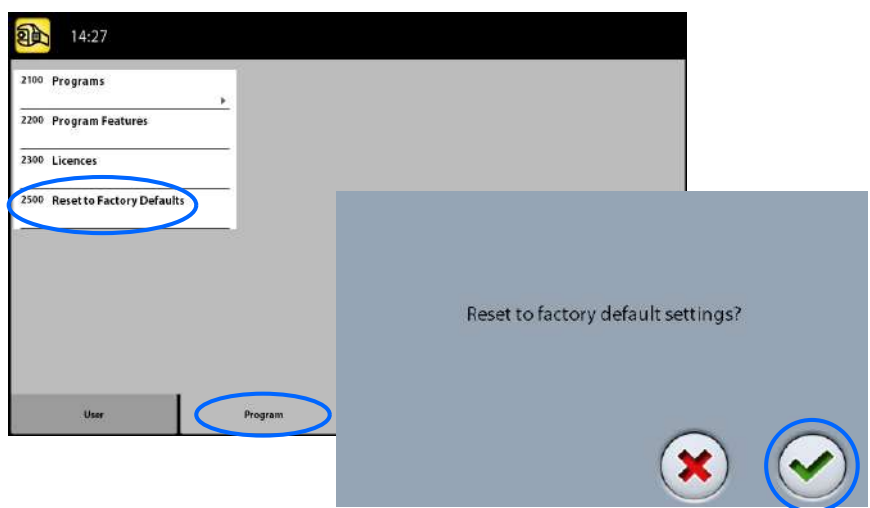 14:27
2100 Programs
2200 Program Features
2300 Licences
2500 Reset to Factory Defaults
Reset to factory default settings?
User
Program